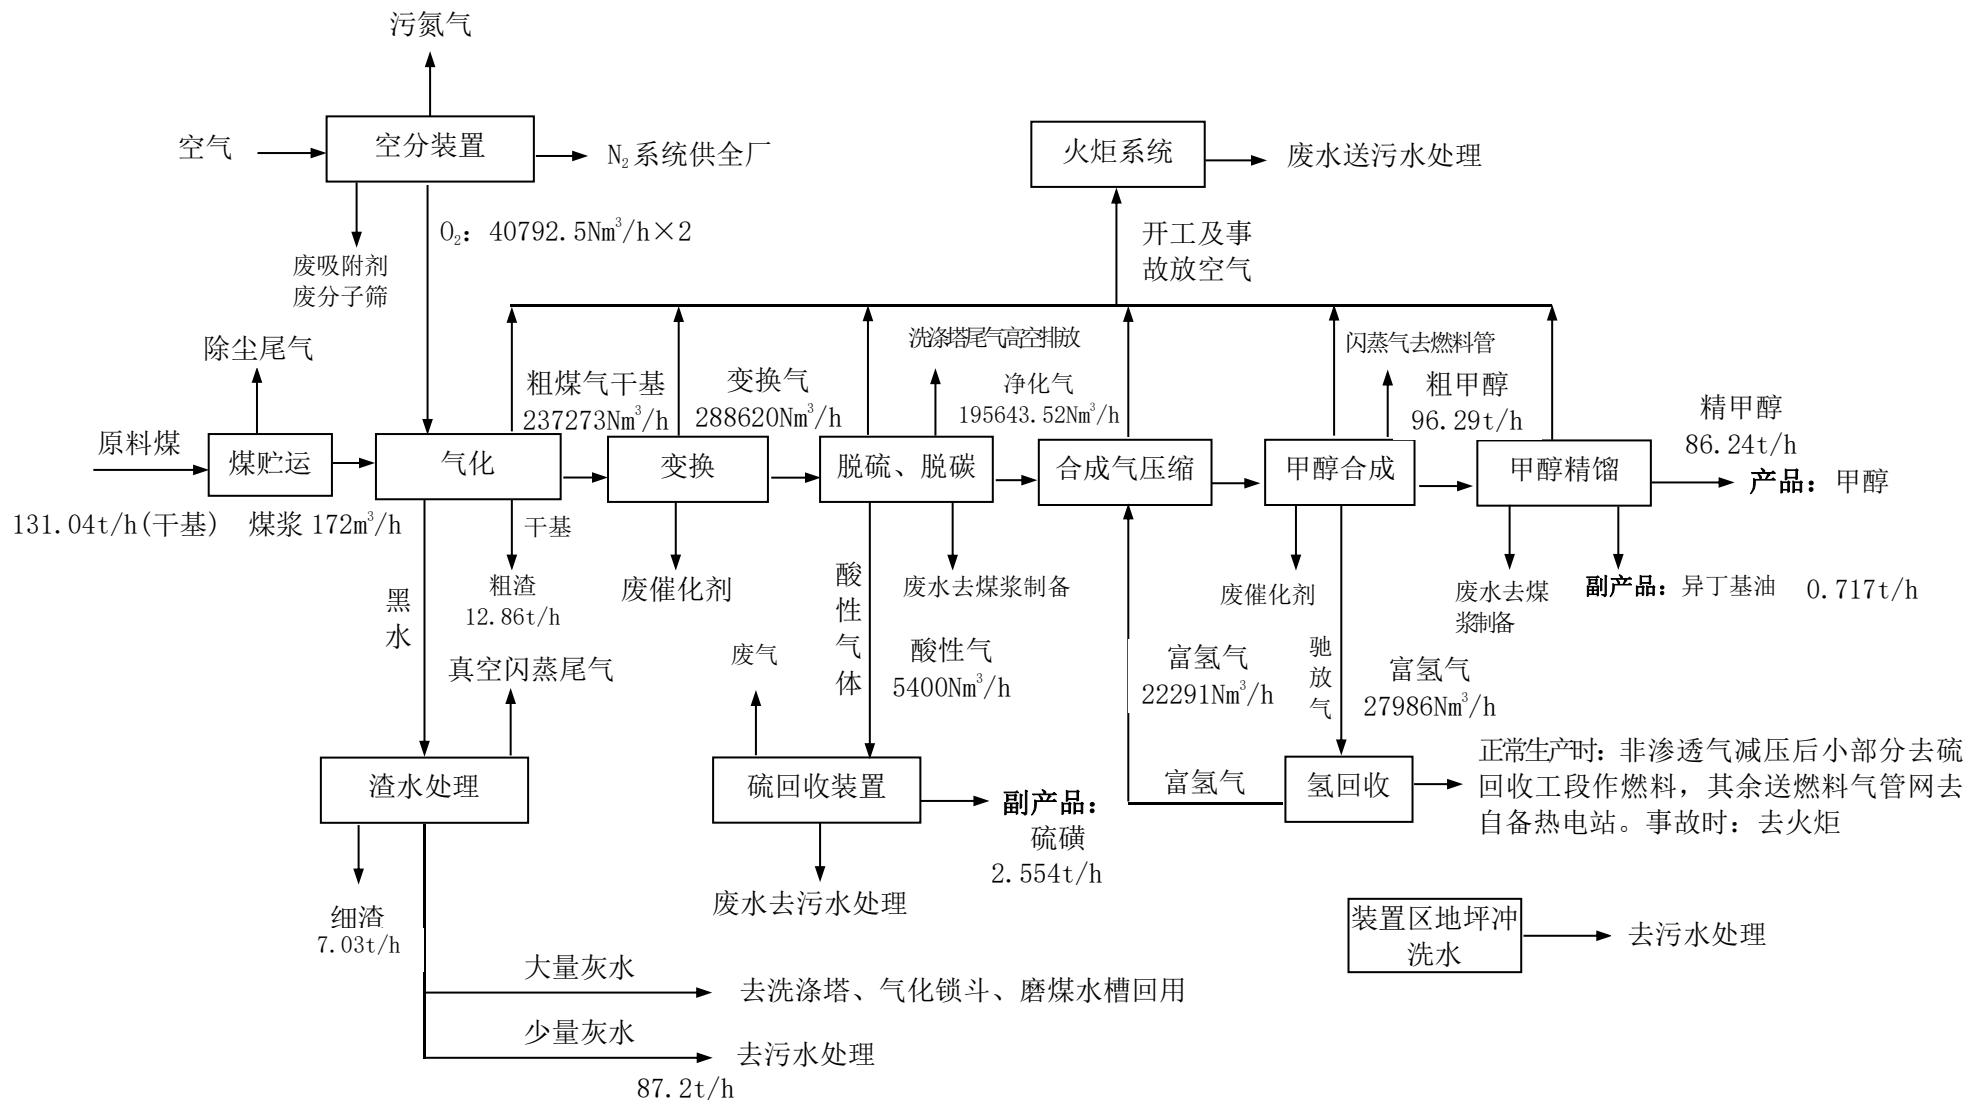 污氮气
空气
空分装置
N₂系统供全厂
火炬系统
废水送污水处理
O₂：40792.5Nm³/h×2
开工及事
故放空气
废吸附剂
废分子筛
除尘尾气
洗涤塔尾气高空排放
闪蒸气去燃料管
粗煤气干基
237273Nm³/h
变换气
288620Nm³/h
净化气
195643.52Nm³/h
粗甲醇
96.29t/h
精甲醇
86.24t/h
原料煤
煤贮运
气化
变换
脱硫、脱碳
合成气压缩
甲醇合成
甲醇精馏
产品：甲醇
131.04t/h(干基)
煤浆 172m³/h
干基
粗渣
12.86t/h
废催化剂
酸性气体
废水去煤浆制备
废催化剂
废水去煤
浆制备
副产品：异丁基油
0.717t/h
黑水
真空闪蒸尾气
废气
酸性气
5400Nm³/h
富氢气
22291Nm³/h
驰放气
富氢气
27986Nm³/h
渣水处理
硫回收装置
副产品：
硫磺
2.554t/h
富氢气
氢回收
正常生产时：非渗透气减压后小部分去硫
回收工段作燃料，其余送燃料气管网去
自备热电站。事故时：去火炬
细渣
7.03t/h
废水去污水处理
装置区地坪冲
洗水
去污水处理
大量灰水
去洗涤塔、气化锁斗、磨煤水槽回用
少量灰水
去污水处理
87.2t/h